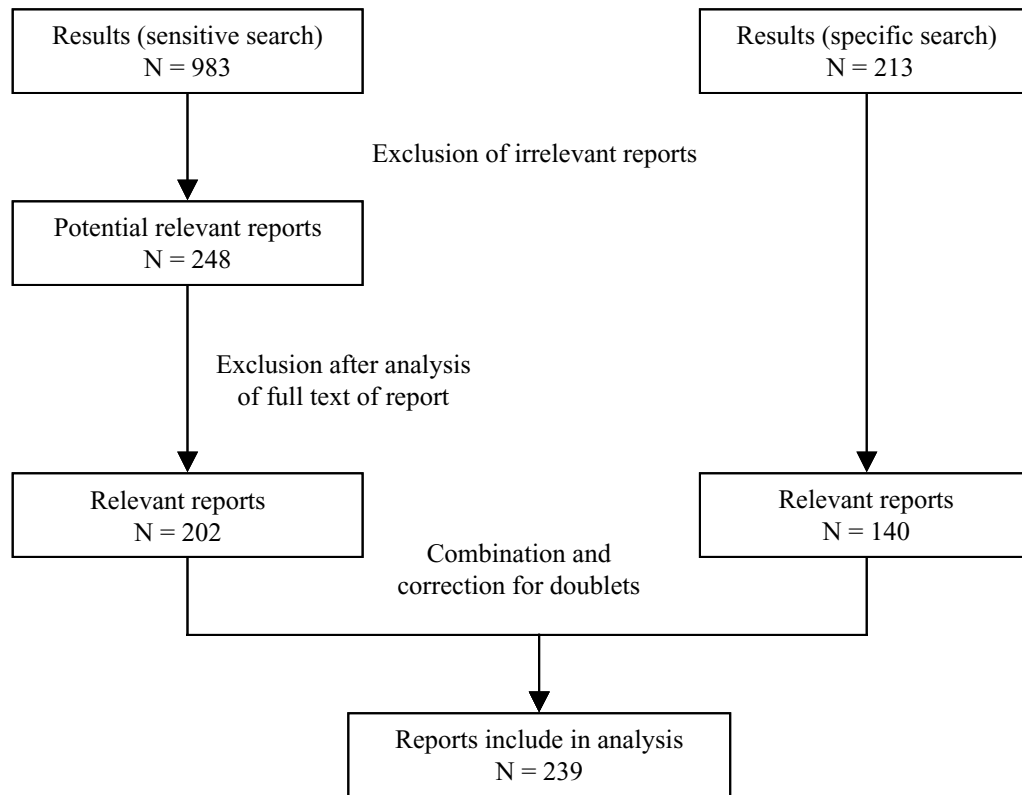 Results (sensitive search)
N = 983
Results (specific search)
N = 213
Exclusion of irrelevant reports
Potential relevant reports
N = 248
Exclusion after analysis
of full text of report
Relevant reports
N = 202
Relevant reports
N = 140
Combination and
correction for doublets
Reports include in analysis
N = 239